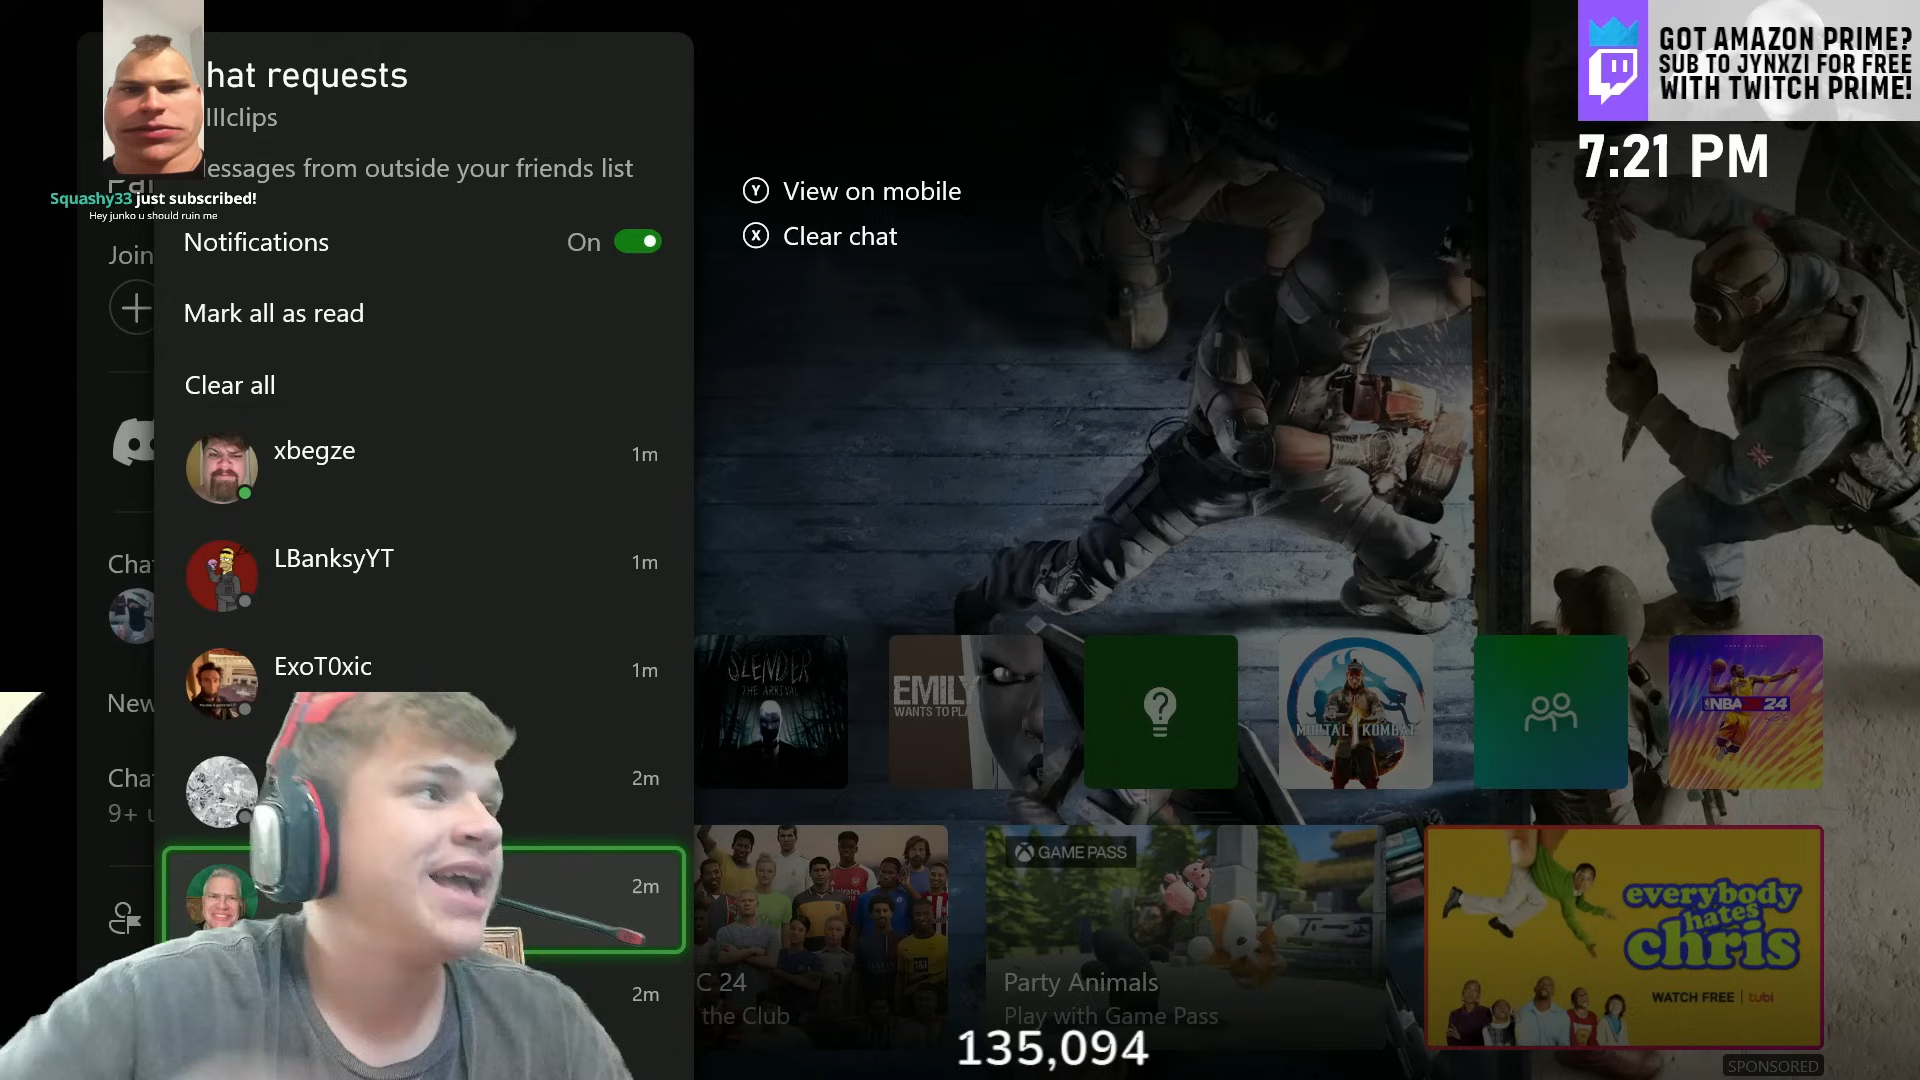 hat requests
lllclips
essages from outside your friends list
Squashy33 just subscribed!
Hey junko u should ruin me
Notifications
On
Mark all as read
Clear all
xbegze
1m
LBanksyYT
1m
ExoT0xic
1m
2m
2m
2m
Join
Cha
New
Cha
9+ u
View on mobile
Clear chat
Y
X
GOT AMAZON PRIME?
SUB TO JYNXZI FOR FREE
WITH TWITCH PRIME!
7:21 PM
SLENDER
THE ARRIVAL
EMILY
WANTS TO PLA
MORTAL KOMBAT
NBA 2K24
C 24
the Club
GAME PASS
Party Animals
Play with Game Pass
everybody
hates
chris
WATCH FREE | tubi
SPONSORED
135,094